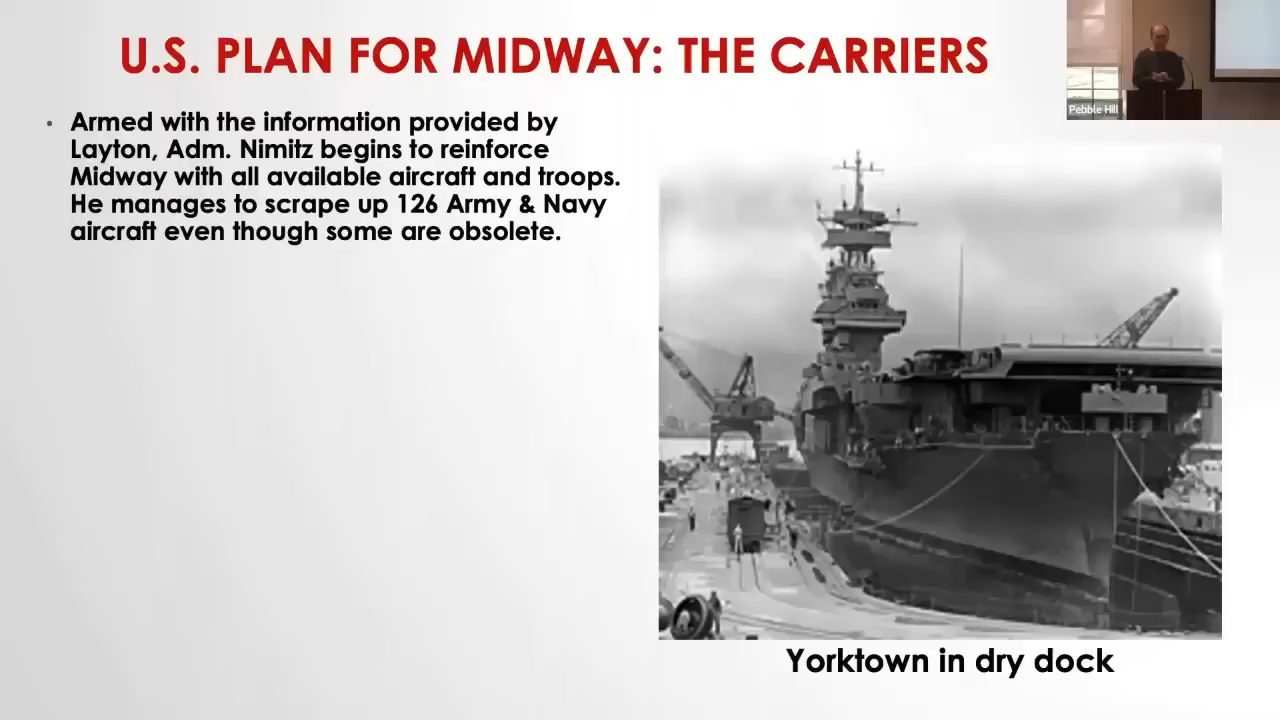 U.S. PLAN FOR MIDWAY: THE CARRIERS
Pebble Hill
• Armed with the information provided by
Layton, Adm. Nimitz begins to reinforce
Midway with all available aircraft and troops.
He manages to scrape up 126 Army & Navy
aircraft even though some are obsolete.
Yorktown in dry dock